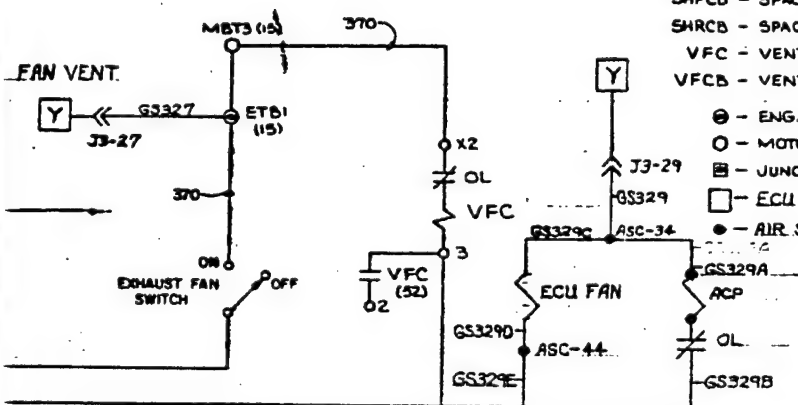 SHFCB - SPAC
MBT3 (15)
370
SHRCB - SPAC
VFC - VENT
VFCB - VENT
FAN VENT.
Y
GS327
ETB1
(15)
J3-27
Y
- ENG.
- MOTO
- JUNC
- ECU
- AIR S
X2
OL
VFC
J3-29
GS329
370
GS329C
ASC-34
3
ON
OFF
EXHAUST FAN
SWITCH
VFC
(52)
2
ECU FAN
GS329A
ACP
GS329D
ASC-44
OL
GS329E
GS329B